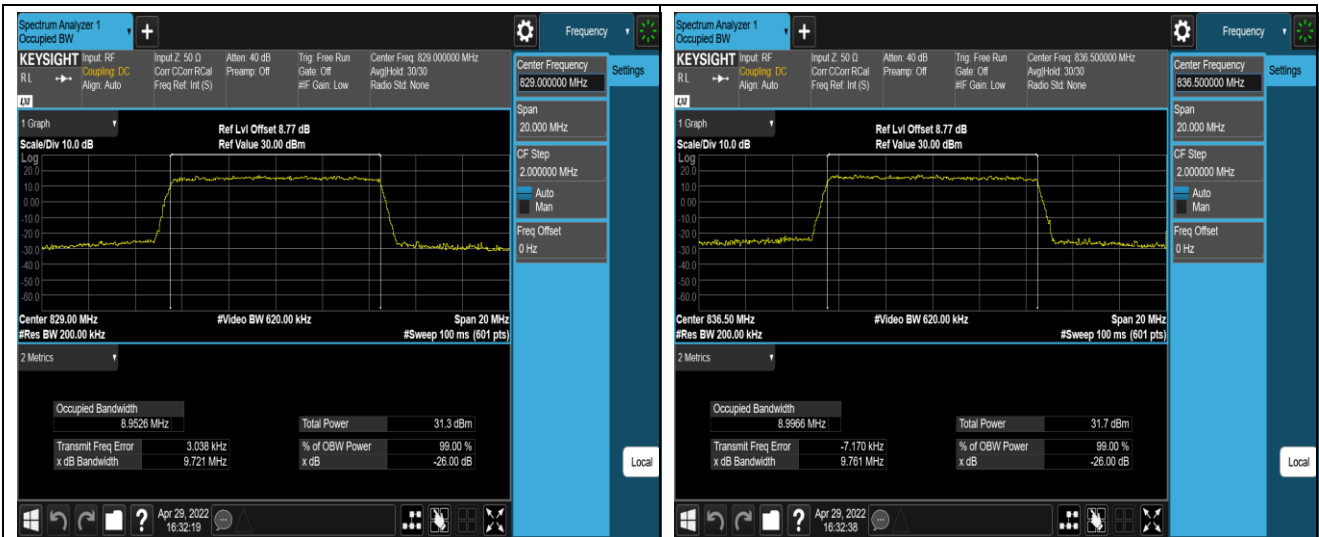 Spectrum Analyzer 1
Occupied BW
+
Frequency
KEYSIGHT
RL
LXI
Input: RF
Coupling: DC
Align: Auto
Input Z: 50 Ω
Corr CCorr RCal
Freq Ref: Int (S)
Atten: 40 dB
Preamp: Off
Trig: Free Run
Gate: Off
#IF Gain: Low
Center Freq: 829.000000 MHz
Avg|Hold: 30/30
Radio Std: None
Center Frequency
829.000000 MHz
Settings
Span
20.000 MHz
CF Step
2.000000 MHz
Auto
Man
Freq Offset
0 Hz
Local
1 Graph
Ref Lvl Offset 8.77 dB
Scale/Div 10.0 dB
Ref Value 30.00 dBm
Log
20.0
10.0
0.00
-10.0
-20.0
-30.0
-40.0
-50.0
-60.0
Center 829.00 MHz
#Video BW 620.00 kHz
Span 20 MHz
#Res BW 200.00 kHz
#Sweep 100 ms (601 pts)
2 Metrics
Occupied Bandwidth
8.9526 MHz
Total Power 31.3 dBm
Transmit Freq Error 3.038 kHz
% of OBW Power 99.00 %
x dB Bandwidth 9.721 MHz
x dB -26.00 dB
?
Apr 29, 2022
16:32:19
Spectrum Analyzer 1
Occupied BW
+
Frequency
KEYSIGHT
RL
LXI
Input: RF
Coupling: DC
Align: Auto
Input Z: 50 Ω
Corr CCorr RCal
Freq Ref: Int (S)
Atten: 40 dB
Preamp: Off
Trig: Free Run
Gate: Off
#IF Gain: Low
Center Freq: 836.500000 MHz
Avg|Hold: 30/30
Radio Std: None
Center Frequency
836.500000 MHz
Settings
Span
20.000 MHz
CF Step
2.000000 MHz
Auto
Man
Freq Offset
0 Hz
Local
1 Graph
Ref Lvl Offset 8.77 dB
Scale/Div 10.0 dB
Ref Value 30.00 dBm
Log
20.0
10.0
0.00
-10.0
-20.0
-30.0
-40.0
-50.0
-60.0
Center 836.50 MHz
#Video BW 620.00 kHz
Span 20 MHz
#Res BW 200.00 kHz
#Sweep 100 ms (601 pts)
2 Metrics
Occupied Bandwidth
8.9966 MHz
Total Power 31.7 dBm
Transmit Freq Error -7.170 kHz
% of OBW Power 99.00 %
x dB Bandwidth 9.761 MHz
x dB -26.00 dB
?
Apr 29, 2022
16:32:38